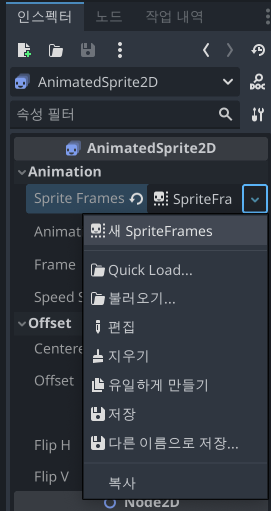 인스펙터 노드 작업 내역
AnimatedSprite2D
DOC
속성 필터
AnimatedSprite2D
Animation
Sprite Frames SpriteFra
Animat
새 SpriteFrames
Frame
Quick Load...
Speed S
불러오기...
Offset
편집
Centere
지우기
Offset
유일하게 만들기
저장
Flip H
다른 이름으로 저장...
Flip V
복사
Node2D